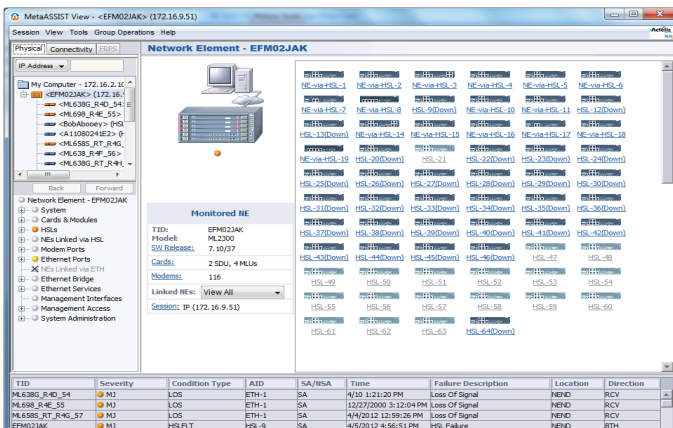 MetaASSIST View - <EFM02JAK> (172.16.9.51)
Session View Tools Group Operations Help
Actelis
Physical Connectivity ERPS
Network Element - EFM02JAK
IP Address
My Computer - 172.16.2.10
<EFM02JAK> (172.16.
<ML638G_R4D_54>
<ML698_R4E_55>
<BobAbooey> (HSL
<A11080241E2> (
<ML658S_RT_R4G_
<ML638_R4F_56>
<ML638G_RT_R4H_
Back Forward
Network Element - EFM02JAK
System
Cards & Modules
HSLs
NEs Linked via HSL
Modem Ports
Ethernet Ports
NEs Linked via ETH
Ethernet Bridge
Ethernet Services
Management Interfaces
Management Access
System Administration
Monitored NE
TID: EFM02JAK
Model: ML2300
SW Release: 7.10/37
Cards: 2 SDU, 4 MLUs
Modems: 116
Linked NEs: View All
Session: IP (172.16.9.51)
NE-via-HSL-1 NE-via-HSL-2 NE-via-HSL-3 NE-via-HSL-4 NE-via-HSL-5 NE-via-HSL-6
NE-via-HSL-7 NE-via-HSL-8 HSL-9(Down) NE-via-HSL-10 NE-via-HSL-11 HSL-12(Down)
HSL-13(Down) NE-via-HSL-14 NE-via-HSL-15 NE-via-HSL-16 NE-via-HSL-17 NE-via-HSL-18
NE-via-HSL-19 HSL-20(Down) HSL-21 HSL-22(Down) HSL-23(Down) HSL-24(Down)
HSL-25(Down) HSL-26(Down) HSL-27(Down) HSL-28(Down) HSL-29(Down) HSL-30(Down)
HSL-31(Down) HSL-32(Down) HSL-33(Down) HSL-34(Down) HSL-35(Down) HSL-36(Down)
HSL-37(Down) HSL-38(Down) HSL-39(Down) HSL-40(Down) HSL-41(Down) HSL-42(Down)
HSL-43(Down) HSL-44(Down) HSL-45(Down) HSL-46(Down) HSL-47 HSL-48
HSL-49 HSL-50 HSL-51 HSL-52 HSL-53 HSL-54
HSL-55 HSL-56 HSL-57 HSL-58 HSL-59 HSL-60
HSL-61 HSL-62 HSL-63 HSL-64(Down)
TID Severity Condition Type AID SA/NSA Time Failure Description Location Direction
ML638G_R4D_54 MJ LOS ETH-1 SA 4/10 1:21:20 PM Loss Of Signal NEND RCV
ML698_R4E_55 MJ LOS ETH-1 SA 12/27/2000 3:12:04 PM Loss Of Signal NEND RCV
ML658S_RT_R4G_57 MJ LOS ETH-1 SA 4/4/2012 12:59:26 PM Loss Of Signal NEND RCV
EFM02JAK MJ HSLFLT HSL-9 SA 4/5/2012 4:56:51 PM HSL Failure NEND BTH